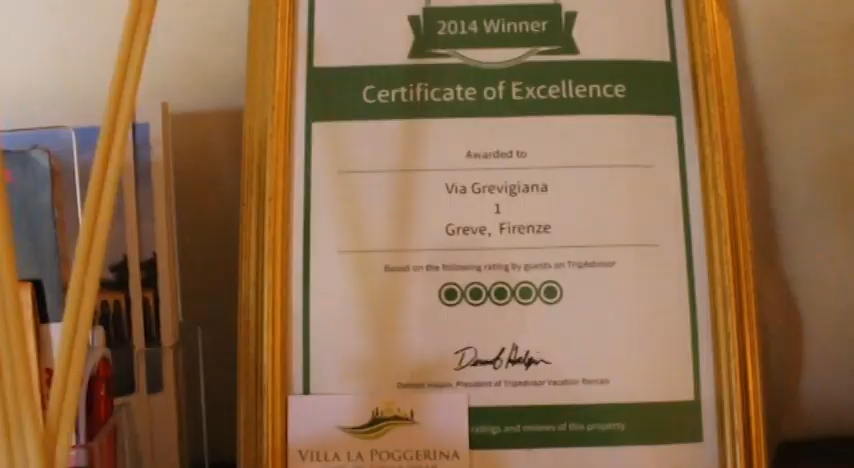 2014 Winner
Certificate of Excellence
Awarded to
Via Grevigiana
1
Greve, Firenze
Based on the following rating by guests on TripAdvisor
President of TripAdvisor Vacation Rentals
ratings and reviews of this property
VILLA LA POGGERINA